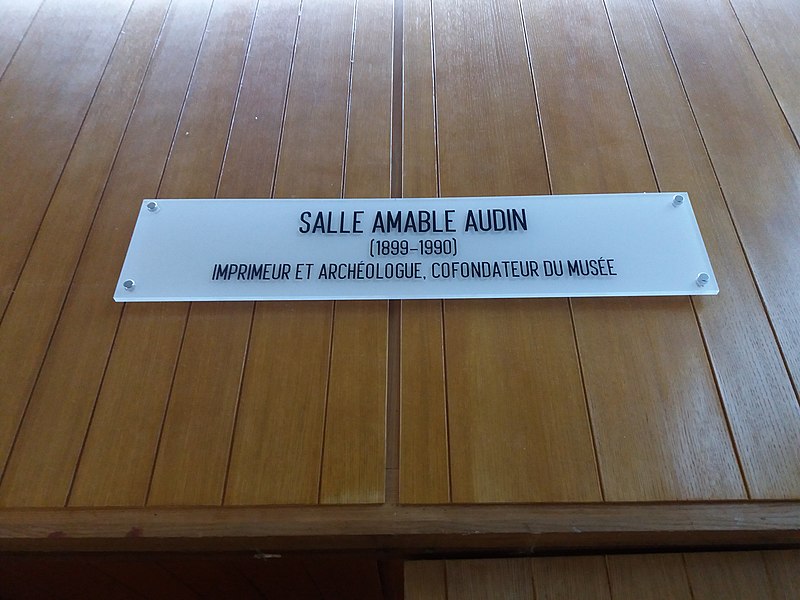 SALLE AMABLE AUDIN
(1899–1990)
IMPRIMEUR ET ARCHÉOLOGUE, COFONDATEUR DU MUSÉE